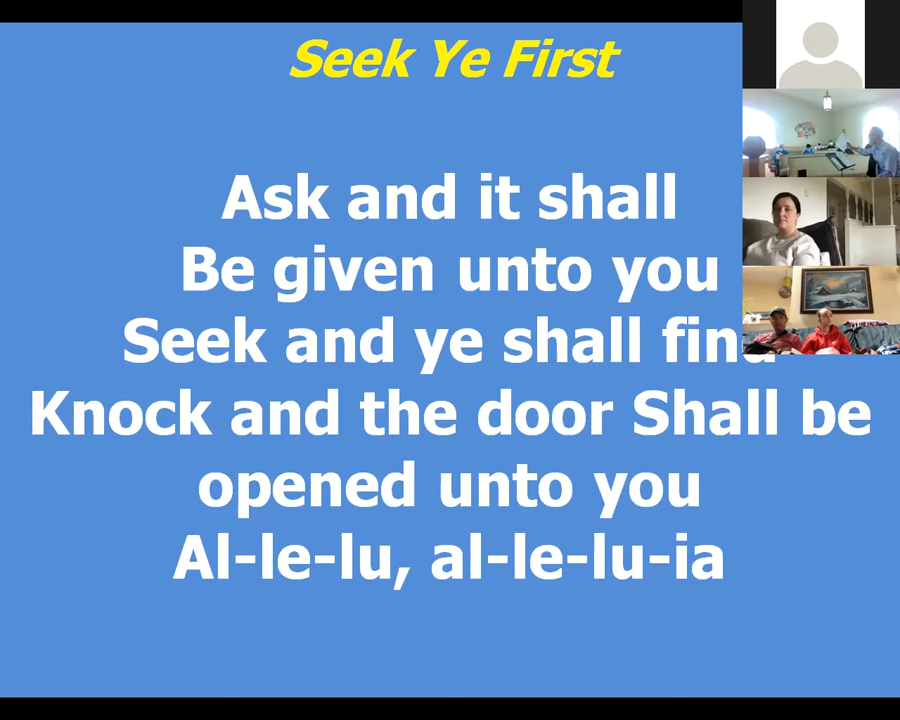 Seek Ye First
Ask and it shall
Be given unto you
Seek and ye shall find
Knock and the door Shall be
opened unto you
Al-le-lu, al-le-lu-ia